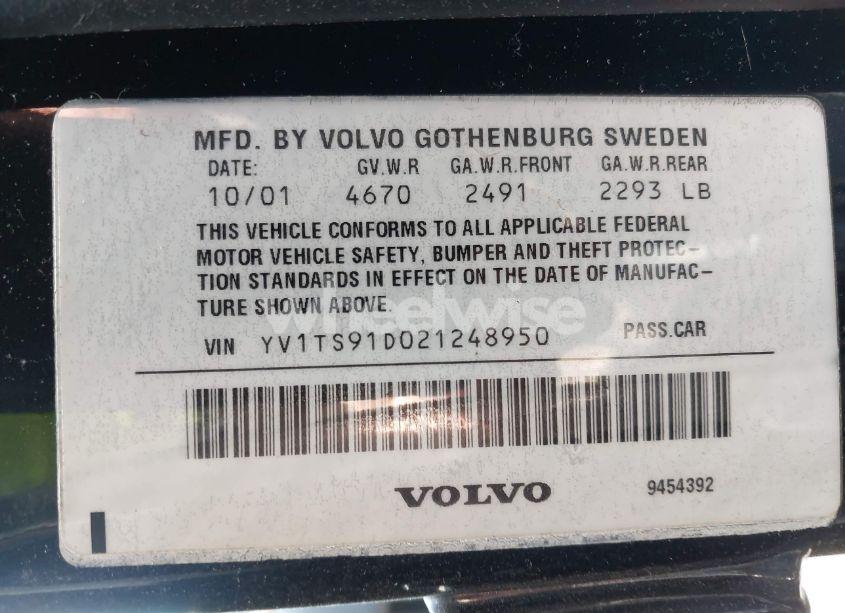 MFD. BY VOLVO GOTHENBURG SWEDEN
DATE: GV.W.R GA.W.R.FRONT GA.W.R.REAR
10/01 4670 2491 2293 LB
THIS VEHICLE CONFORMS TO ALL APPLICABLE FEDERAL
MOTOR VEHICLE SAFETY, BUMPER AND THEFT PROTEC-
TION STANDARDS IN EFFECT ON THE DATE OF MANUFAC-
TURE SHOWN ABOVE.
wheelwise
VIN YV1TS91D021248950 PASS.CAR
VOLVO 9454392